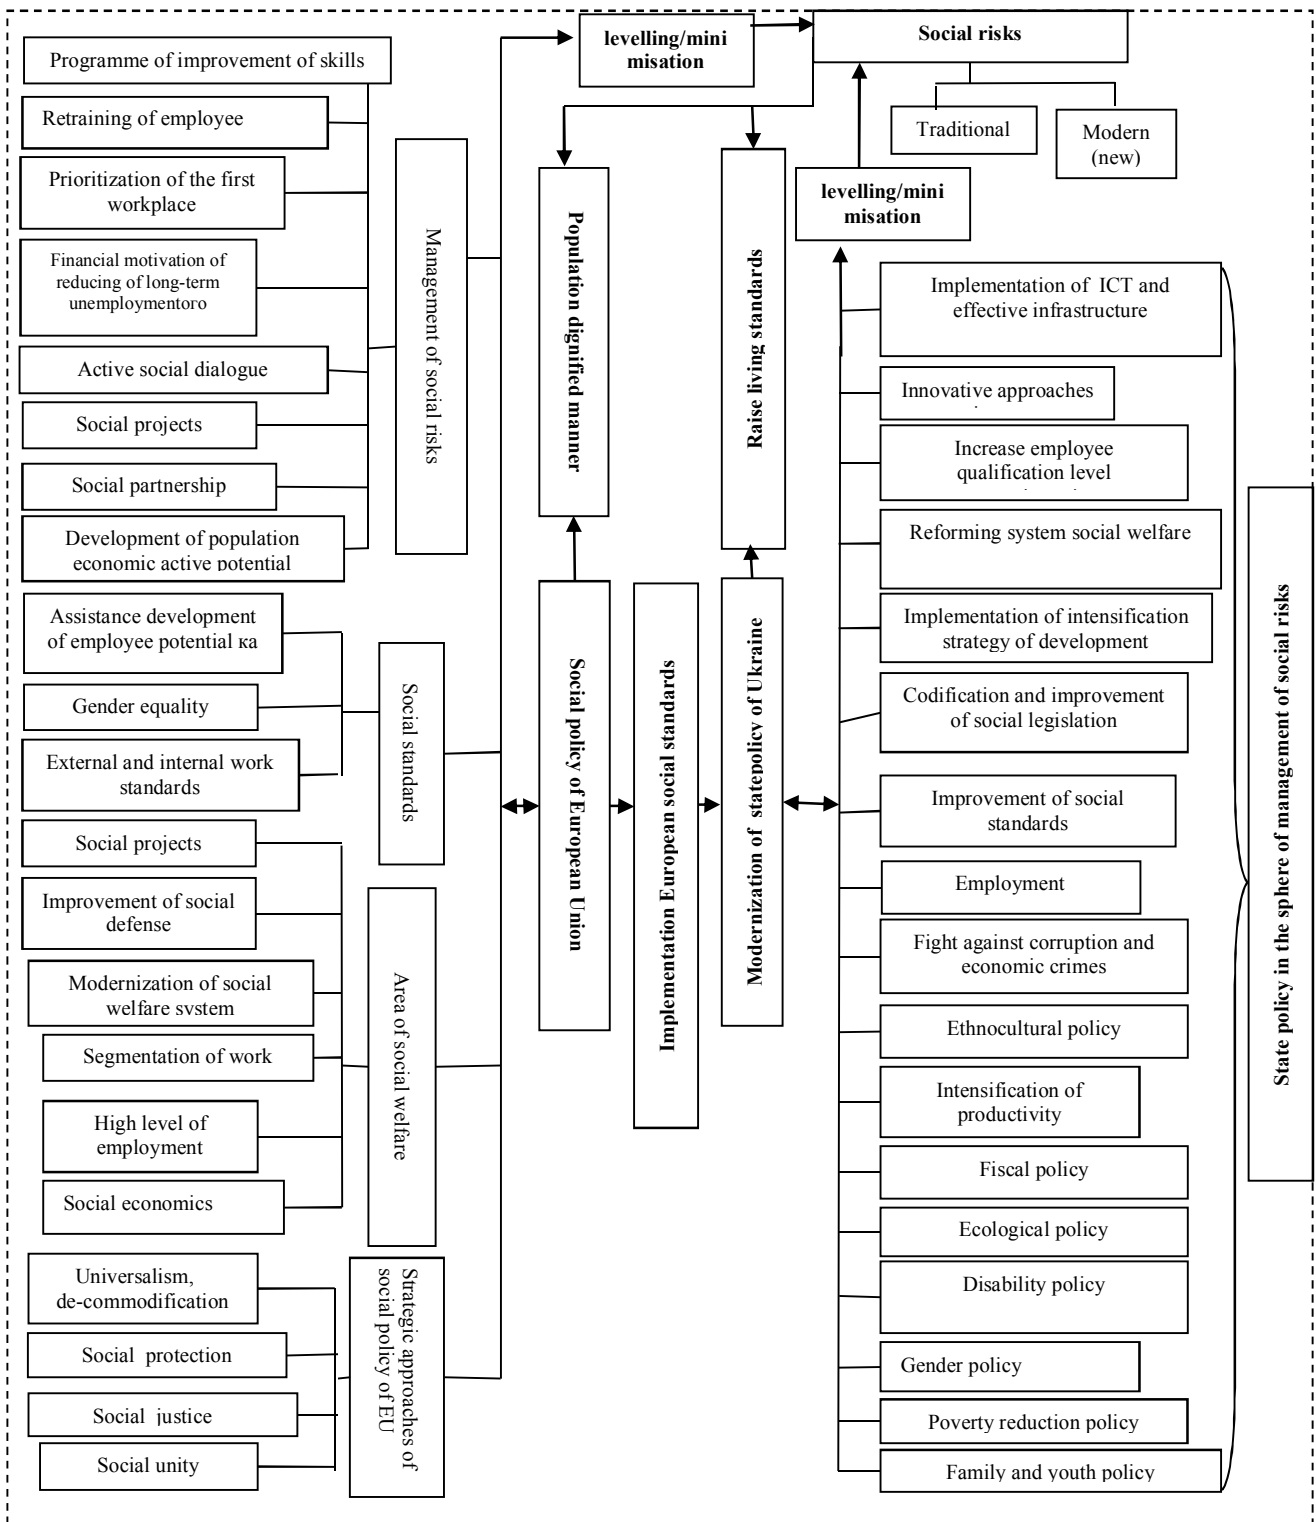 levelling/mini
misation
Social risks
Traditional
Modern
(new)
levelling/mini
misation
Programme of improvement of skills
Retraining of employee
Prioritization of the first
workplace
Financial motivation of
reducing of long-term
unemploymentого
Active social dialogue
Social projects
Social partnership
Development of population
economic active potential
Management of social risks
Assistance development
of employee potential ка
Gender equality
External and internal work
standards
Social standards
Social projects
Improvement of social
defense
Modernization of social
welfare system
Segmentation of work
High level of
employment
Social economics
Area of social welfare
Universalism,
de-commodification
Social protection
Social justice
Social unity
Strategic approaches of
social policy of EU
Population dignified manner
Raise living standards
Social policy of European
Union
Implementation European social standards
Modernization of statepolicy of Ukraine
Implementation of ICT and
effective infrastructure
Innovative approaches
Increase employee
qualification level
Reforming system social welfare
Implementation of intensification
strategy of development
Codification and improvement
of social legislation
Improvement of social
standards
Employment
Fight against corruption and
economic crimes
Ethnocultural policy
Intensification of
productivity
Fiscal policy
Ecological policy
Disability policy
Gender policy
Poverty reduction policy
Family and youth policy
State policy in the sphere of management of social risks